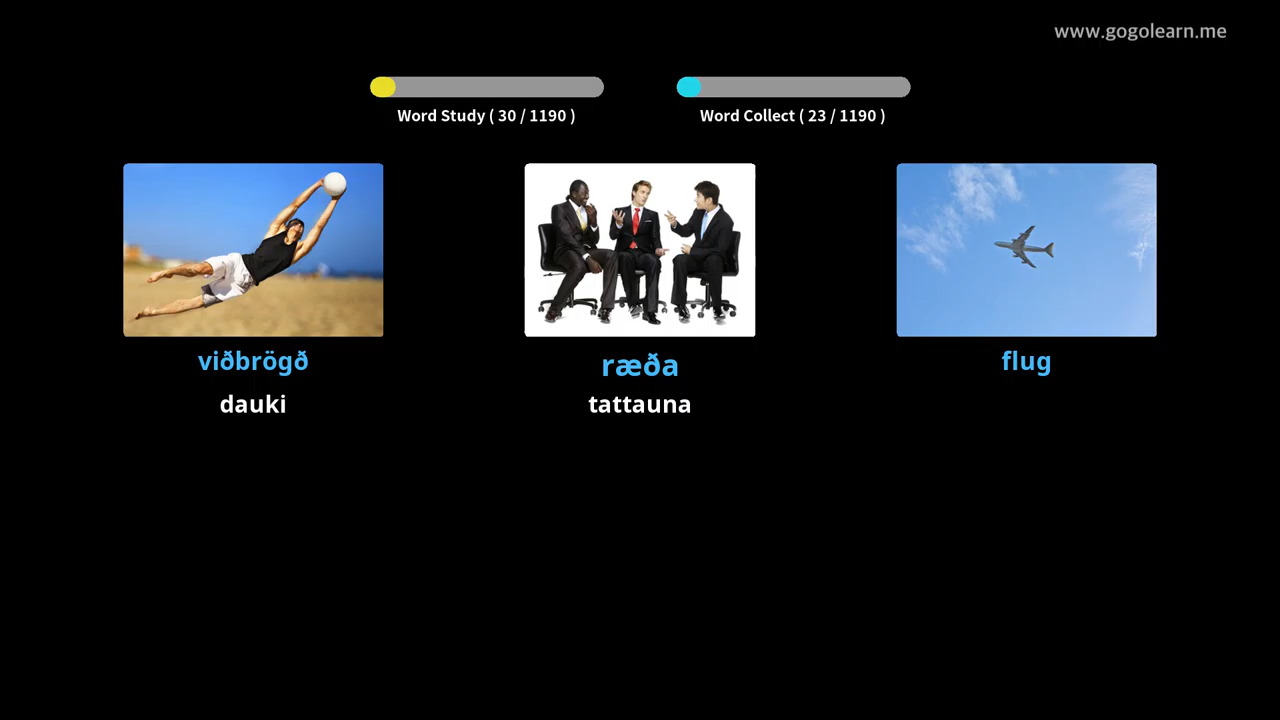 www.gogolearn.me
Word Study ( 30 / 1190 )
Word Collect ( 23 / 1190 )
viðbrögð
ræða
flug
dauki
tattauna